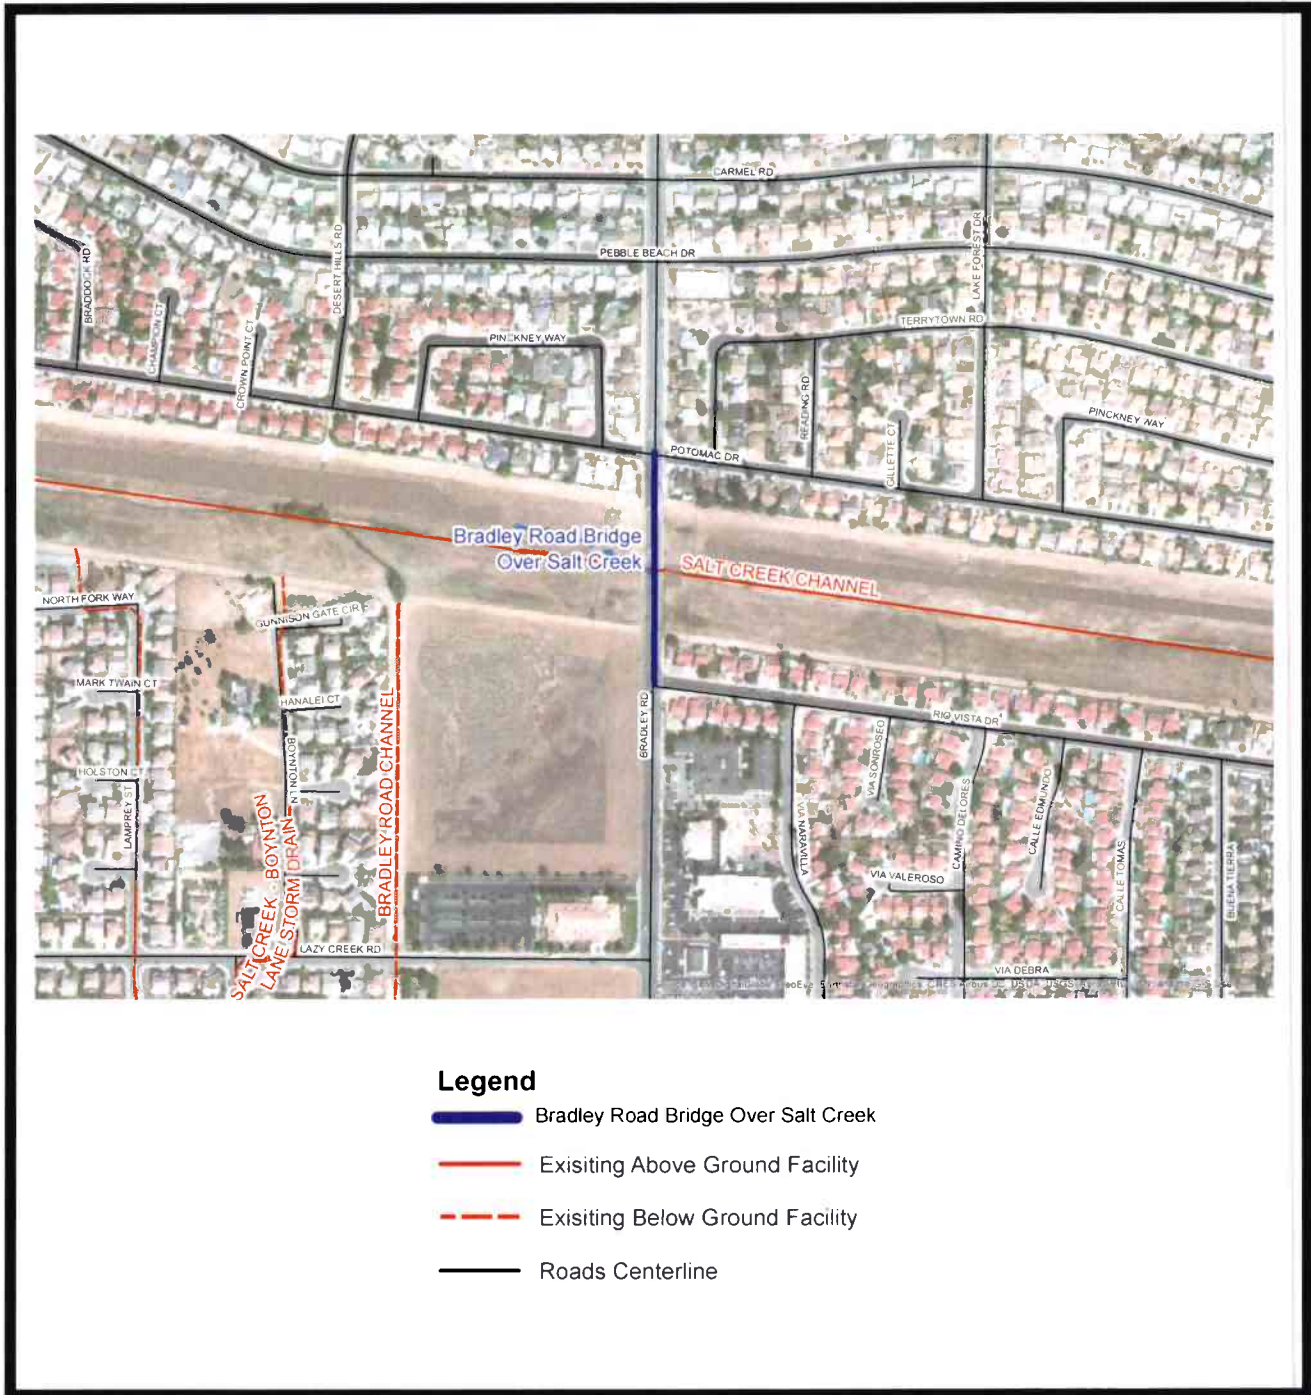 CARMEL RD
PEBBLE BEACH DR
DESERT HILLS RD
LAKE FOREST DR
BRADDOCK RD
CHAMPION CT
CROWN POINT CT
PINCKNEY WAY
TERRYTOWN RD
READING RD
GILLETTE CT
PINCKNEY WAY
POTOMAC DR
Bradley Road Bridge
Over Salt Creek
SALT CREEK CHANNEL
NORTH FORK WAY
GUNNISON GATE CIR
MARK TWAIN CT
HANALEI CT
BOYNTON LN
HOLSTON CT
LAMPREY ST
SALT CREEK - BOYNTON
LANE STORM DRAIN
BRADLEY ROAD CHANNEL
BRADLEY RD
RIO VISTA DR
VIA SONROSEO
VIA NARAVILLA
CAMINO DELORES
CALLE EDMUNDO
CALLE TOMAS
BUENA TIERRA
VIA VALEROSO
LAZY CREEK RD
VIA DEBRA
Legend
Bradley Road Bridge Over Salt Creek
Exisiting Above Ground Facility
Exisiting Below Ground Facility
Roads Centerline